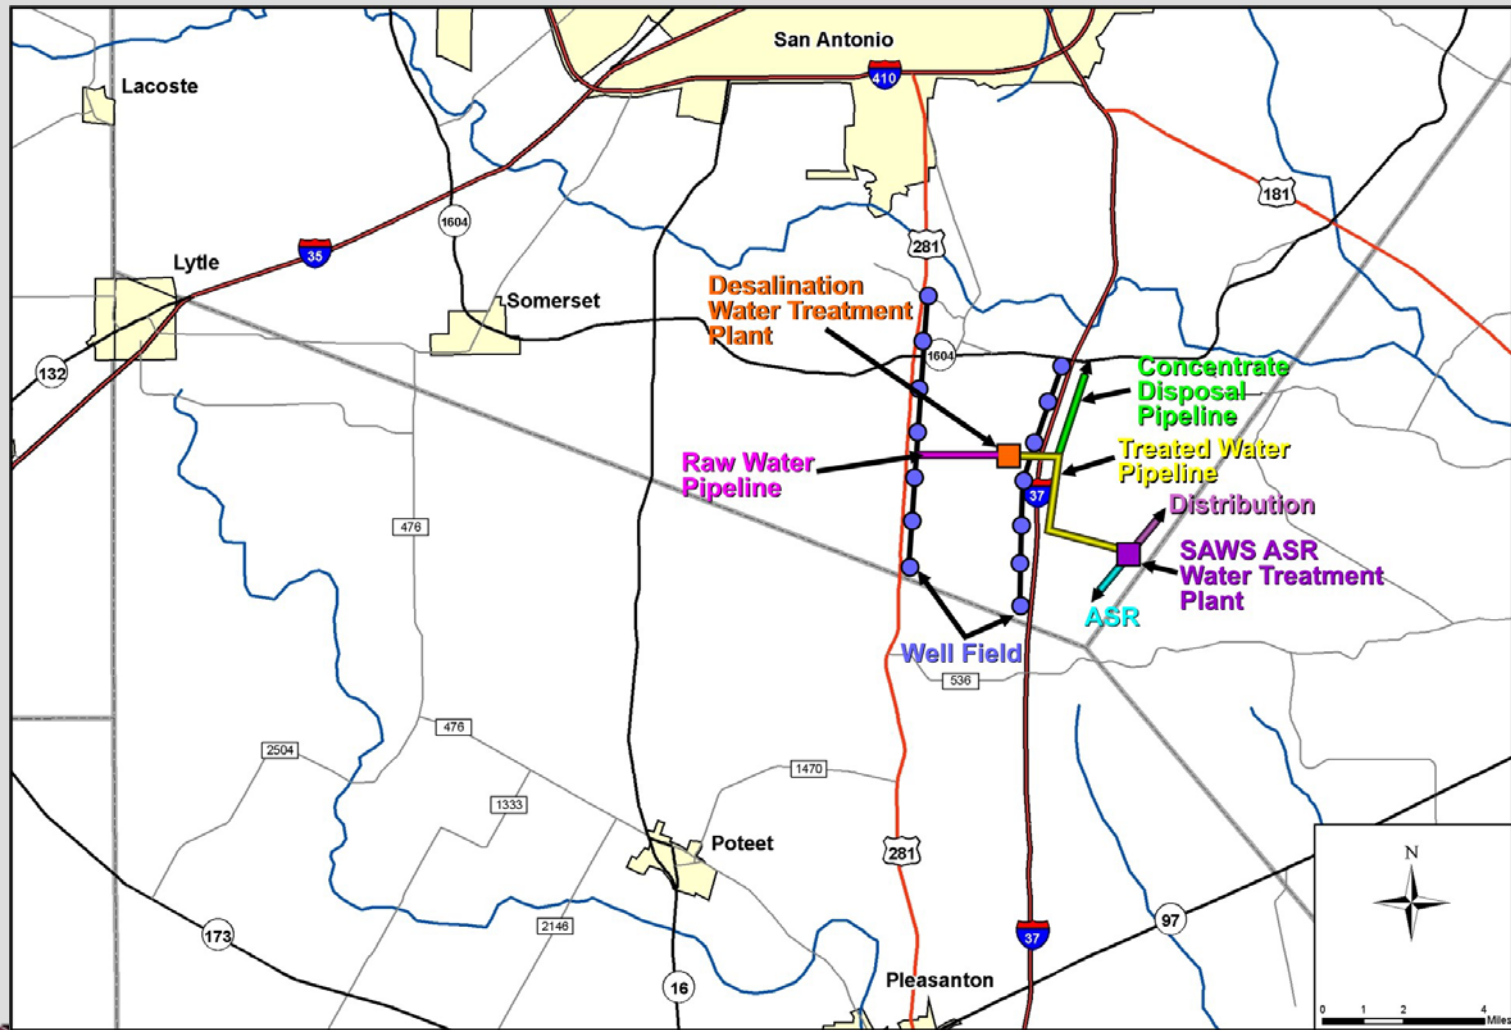 San Antonio
410
Lacoste
181
1604
281
35
Lytle
Desalination
Water Treatment
Plant
Somerset
1604
132
Concentrate
Disposal
Pipeline
Treated Water
Pipeline
Raw Water
Pipeline
37
Distribution
476
SAWS ASR
Water Treatment
Plant
ASR
Well Field
536
476
2504
1470
1333
Poteet
281
N
2146
97
173
37
Pleasanton
16
0 1 2 4
Miles